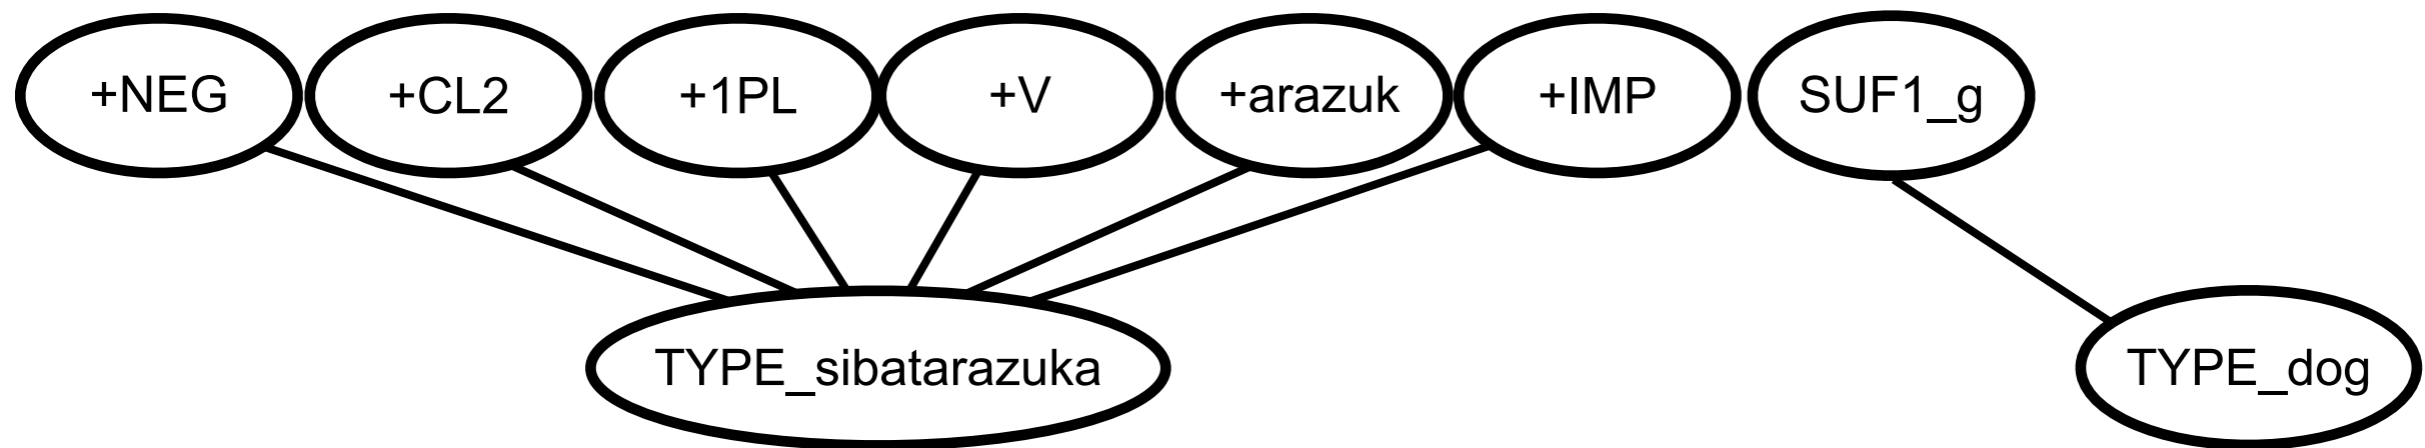 +NEG
+CL2
+1PL
+V
+arazuk
+IMP
SUF1_g
TYPE_sibatarazuka
TYPE_dog